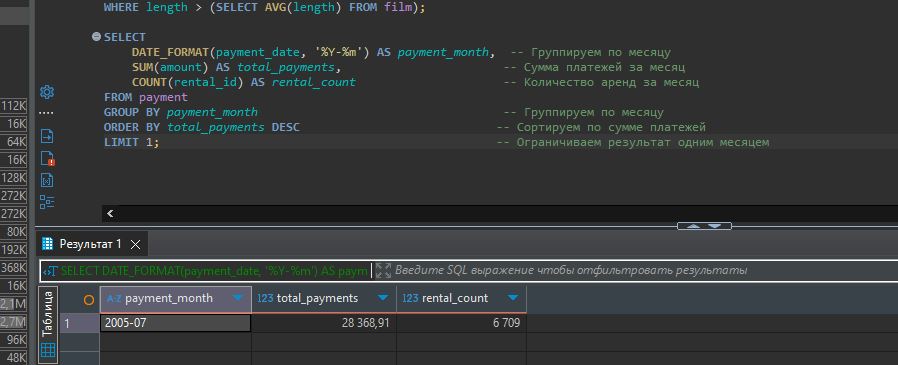 WHERE length > (SELECT AVG(length) FROM film);
SELECT
DATE_FORMAT(payment_date, '%Y-%m') AS payment_month, -- Группируем по месяцу
SUM(amount) AS total_payments, -- Сумма платежей за месяц
COUNT(rental_id) AS rental_count -- Количество аренд за месяц
FROM payment
GROUP BY payment_month -- Группируем по месяцу
ORDER BY total_payments DESC -- Сортируем по сумме платежей
LIMIT 1; -- Ограничиваем результат одним месяцем
112K
16K
64K
16K
128K
272K
272K
80K
192K
368K
16K
2,1M
2,7M
96K
48K
Результат 1
SELECT DATE_FORMAT(payment_date, '%Y-%m') AS paym
Введите SQL выражение чтобы отфильтровать результаты
Таблица
A-Z payment_month 123 total_payments 123 rental_count
1 2005-07 28 368,91 6 709